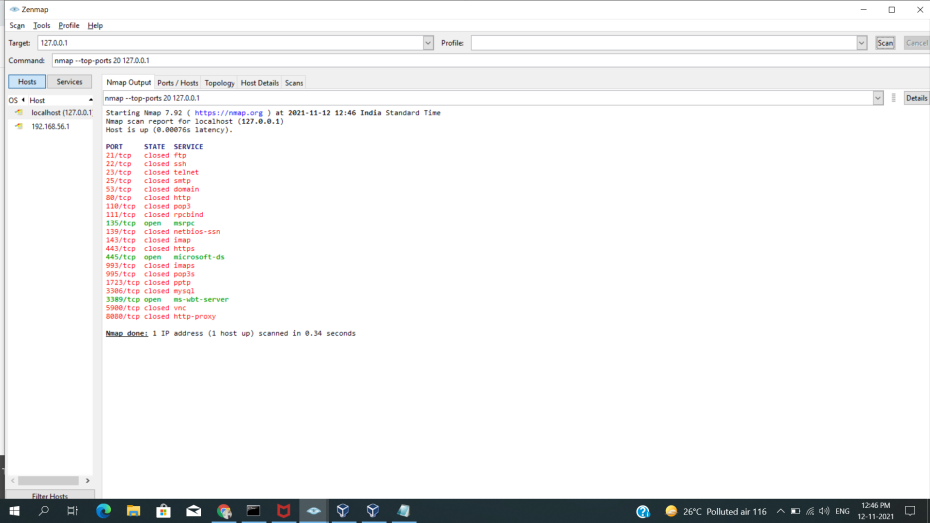 Zenmap
Scan Tools Profile Help
Target: 127.0.0.1 Profile: Scan Cancel
Command: nmap --top-ports 20 127.0.0.1
Hosts Services Nmap Output Ports / Hosts Topology Host Details Scans
OS Host nmap --top-ports 20 127.0.0.1 Details
localhost (127.0.0.1
192.168.56.1
Starting Nmap 7.92 ( https://nmap.org ) at 2021-11-12 12:46 India Standard Time
Nmap scan report for localhost (127.0.0.1)
Host is up (0.00076s latency).
PORT STATE SERVICE
21/tcp closed ftp
22/tcp closed ssh
23/tcp closed telnet
25/tcp closed smtp
53/tcp closed domain
80/tcp closed http
110/tcp closed pop3
111/tcp closed rpcbind
135/tcp open msrpc
139/tcp closed netbios-ssn
143/tcp closed imap
443/tcp closed https
445/tcp open microsoft-ds
993/tcp closed imaps
995/tcp closed pop3s
1723/tcp closed pptp
3306/tcp closed mysql
3389/tcp open ms-wbt-server
5900/tcp closed vnc
8080/tcp closed http-proxy
Nmap done: 1 IP address (1 host up) scanned in 0.34 seconds
Filter Hosts
26°C Polluted air 116 ENG 12:46 PM
12-11-2021